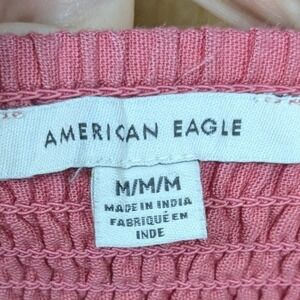 AMERICAN EAGLE
M/M/M
MADE IN INDIA
FABRIQUÉ EN
INDE